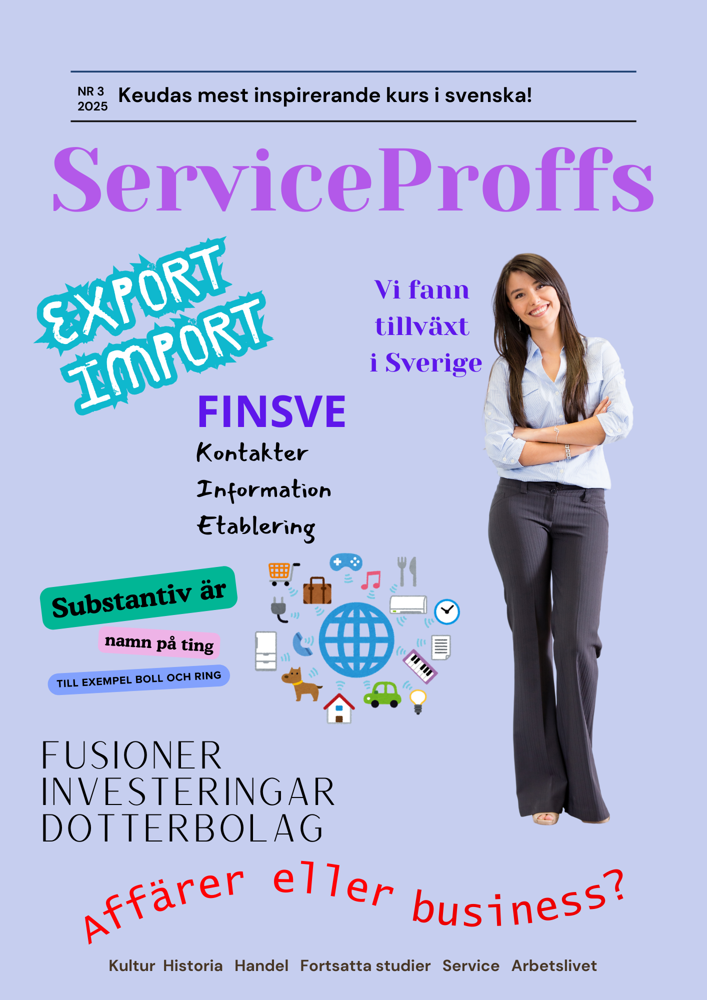 NR 3
2025
Keudas mest inspirerande kurs i svenska!
ServiceProffs
EXPORT
IMPORT
Vi fann
tillväxt
i Sverige
FINSVE
Kontakter
Information
Etablering
Substantiv är
namn på ting
TILL EXEMPEL BOLL OCH RING
FUSIONER
INVESTERINGAR
DOTTERBOLAG
Affärer eller business?
Kultur Historia Handel Fortsatta studier Service Arbetslivet